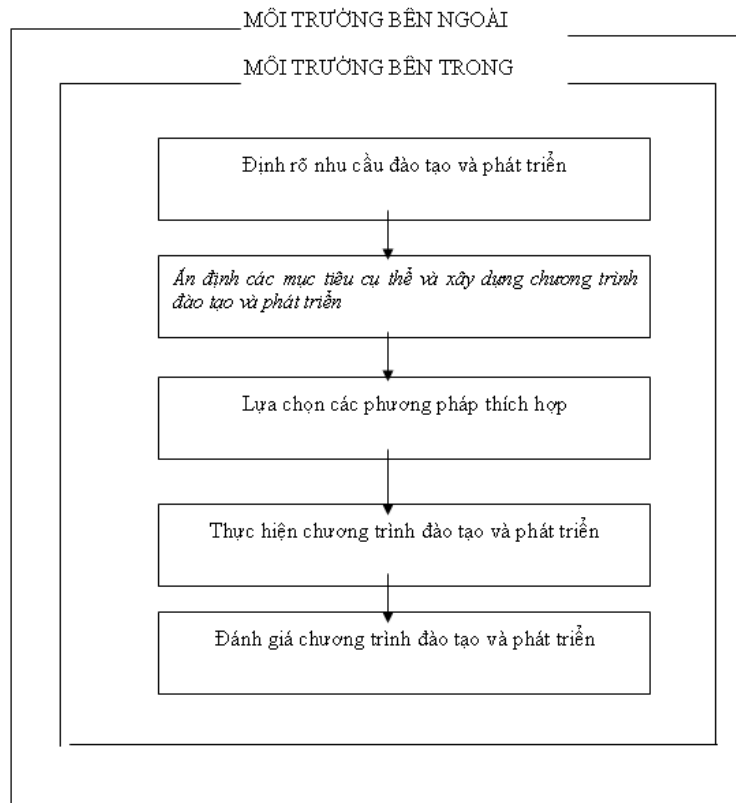 MÔI TRƯỜNG BÊN NGOÀI
MÔI TRƯỜNG BÊN TRONG
Định rõ nhu cầu đào tạo và phát triển
Ấn định các mục tiêu cụ thể và xây dựng chương trình
đào tạo và phát triển
Lựa chọn các phương pháp thích hợp
Thực hiện chương trình đào tạo và phát triển
Đánh giá chương trình đào tạo và phát triển